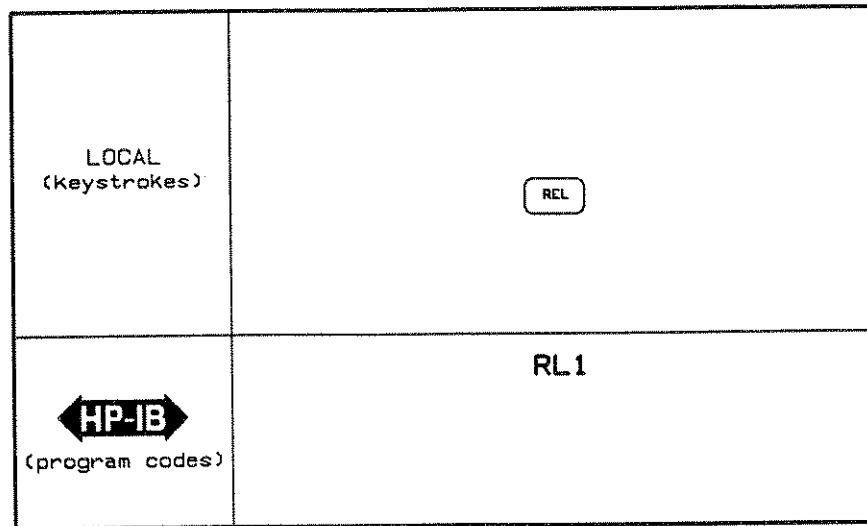 LOCAL
(keystrokes)
REL
HP-IB
(program codes)
RL1